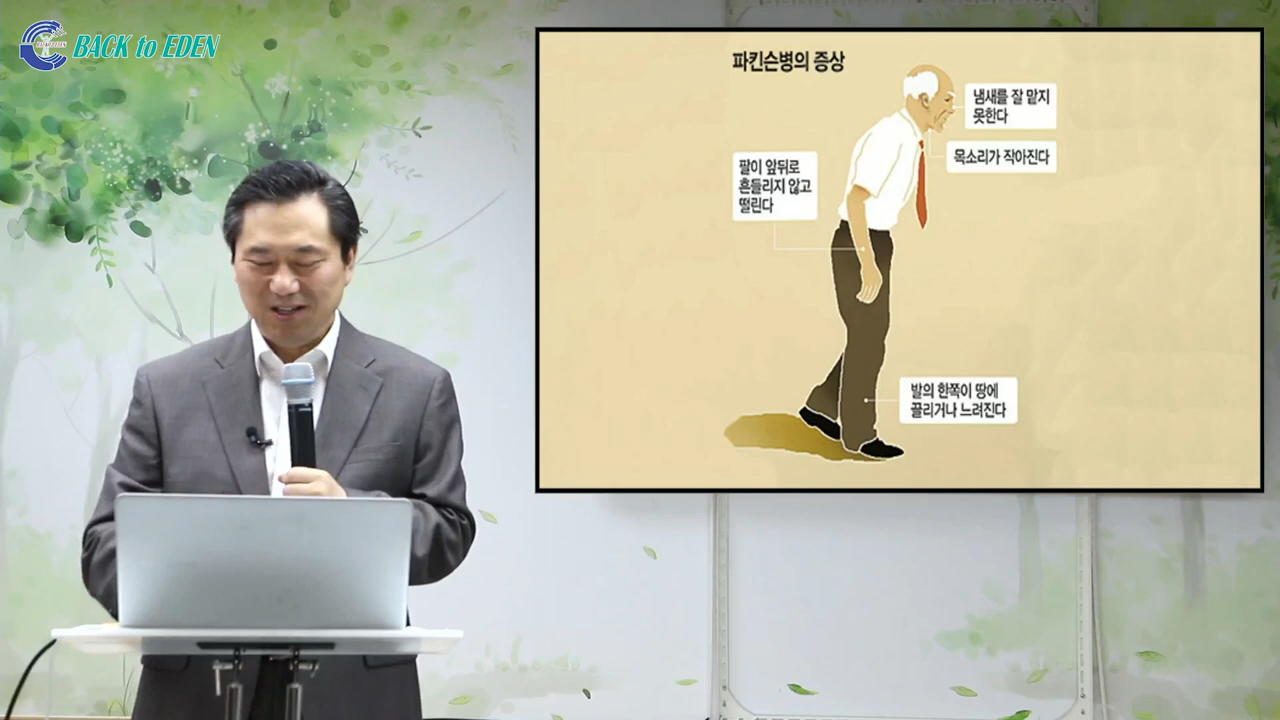 BACK to EDEN
파킨슨병의 증상
냄새를 잘 맡지
못한다
목소리가 작아진다
팔이 앞뒤로
흔들리지 않고
떨린다
발의 한쪽이 땅에
끌리거나 느려진다